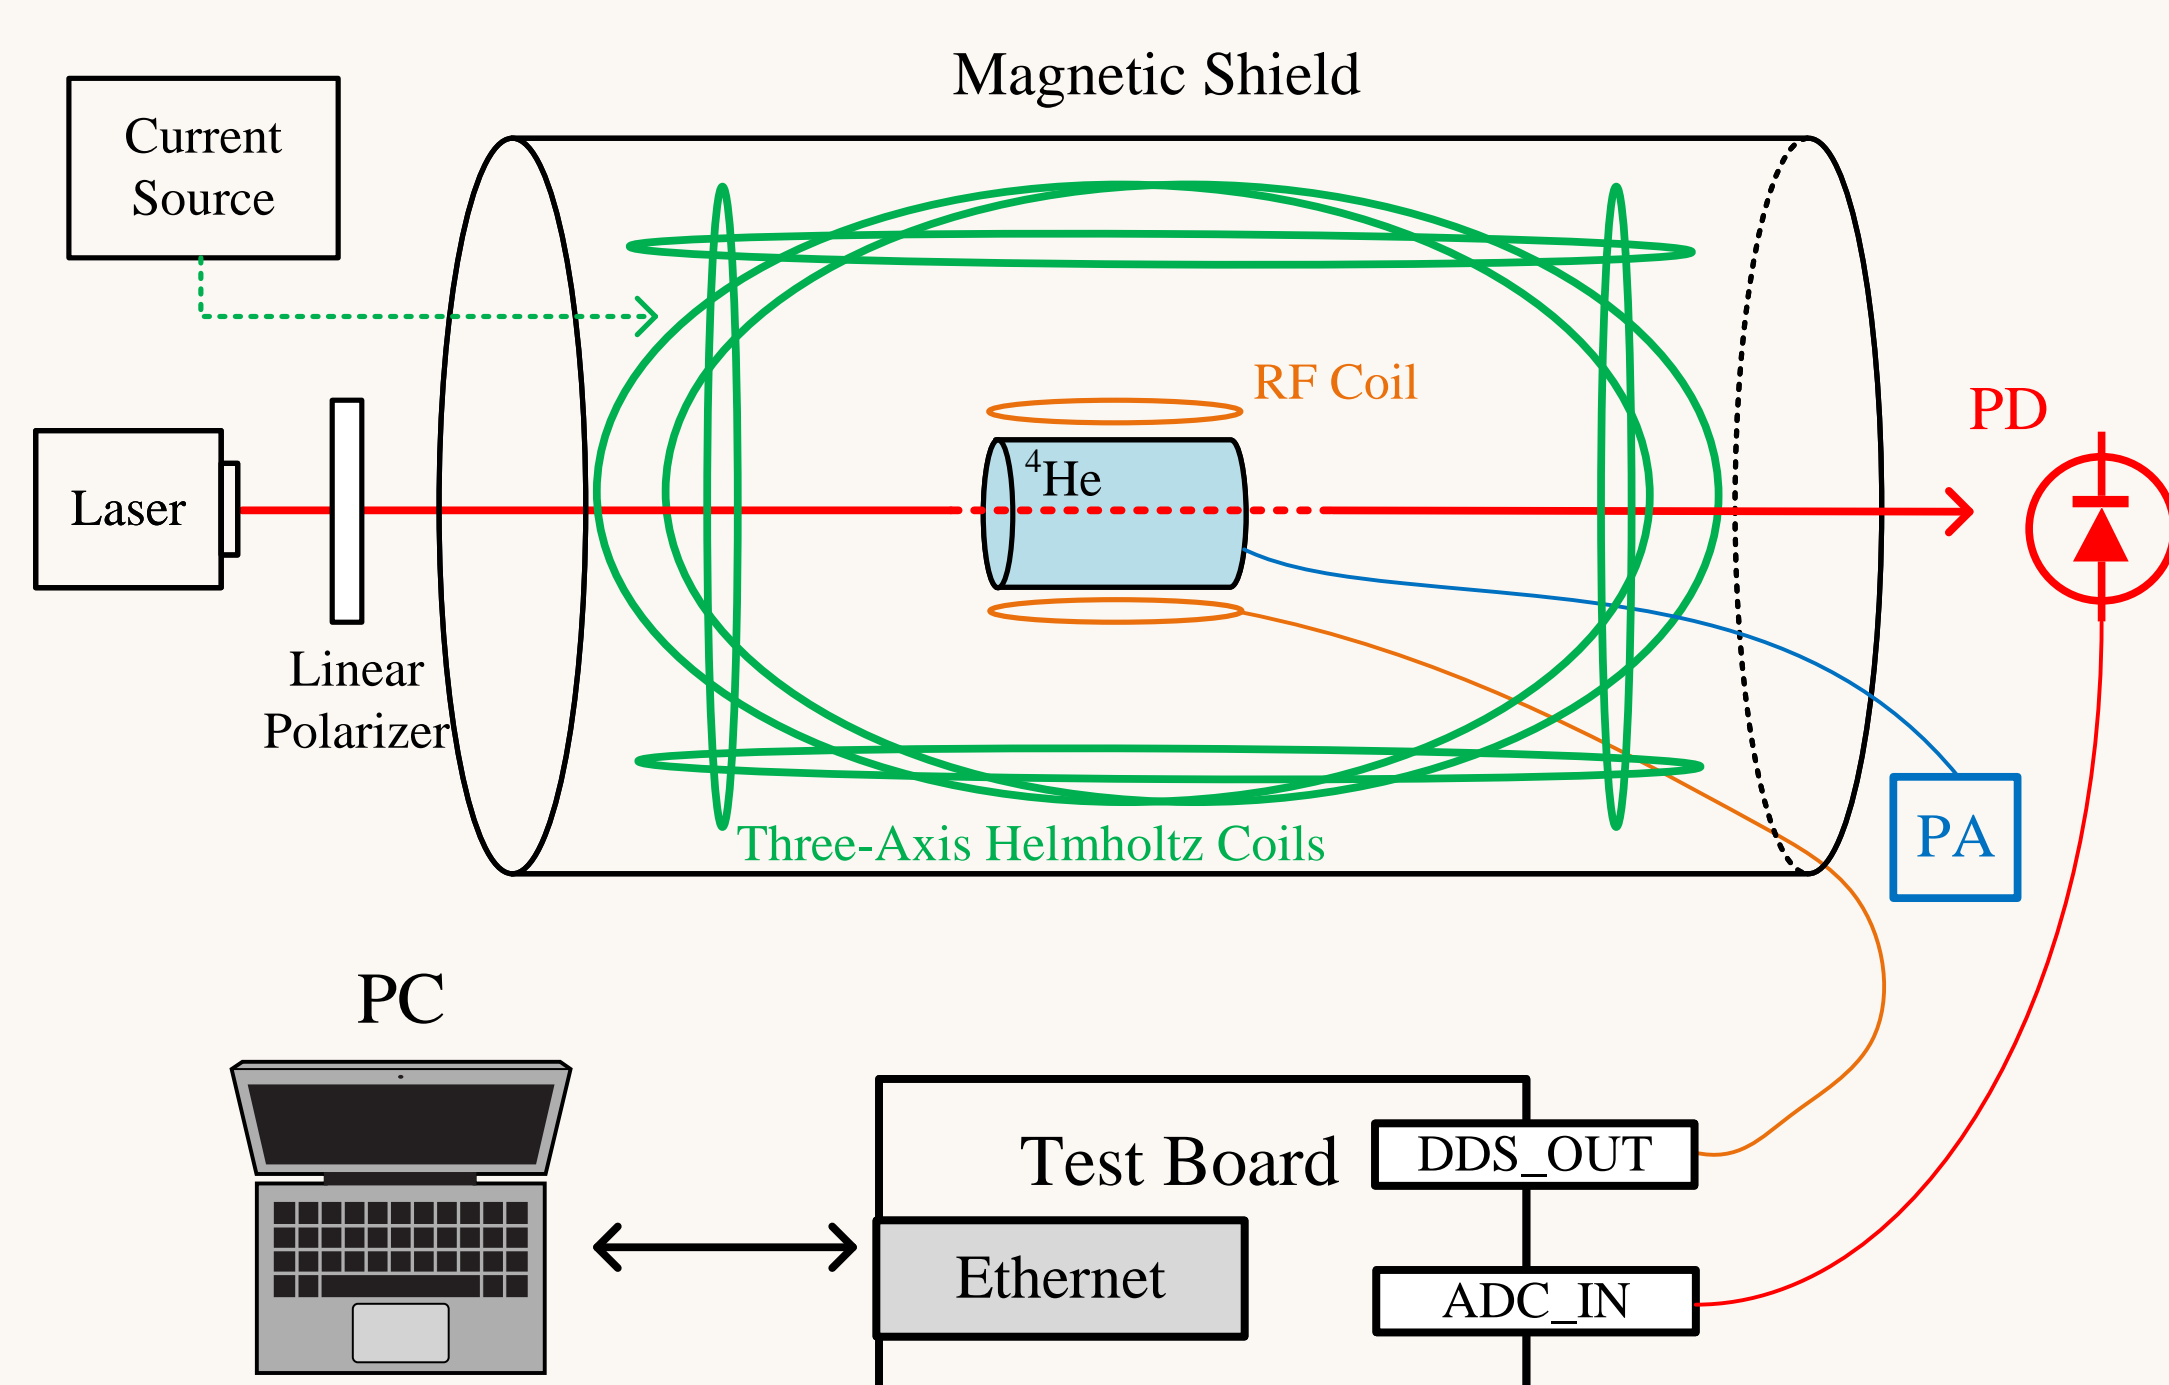 Magnetic Shield
Current
Source
RF Coil
PD
⁴He
Laser
Linear
Polarizer
Three-Axis Helmholtz Coils
PA
PC
Test Board
DDS_OUT
Ethernet
ADC_IN